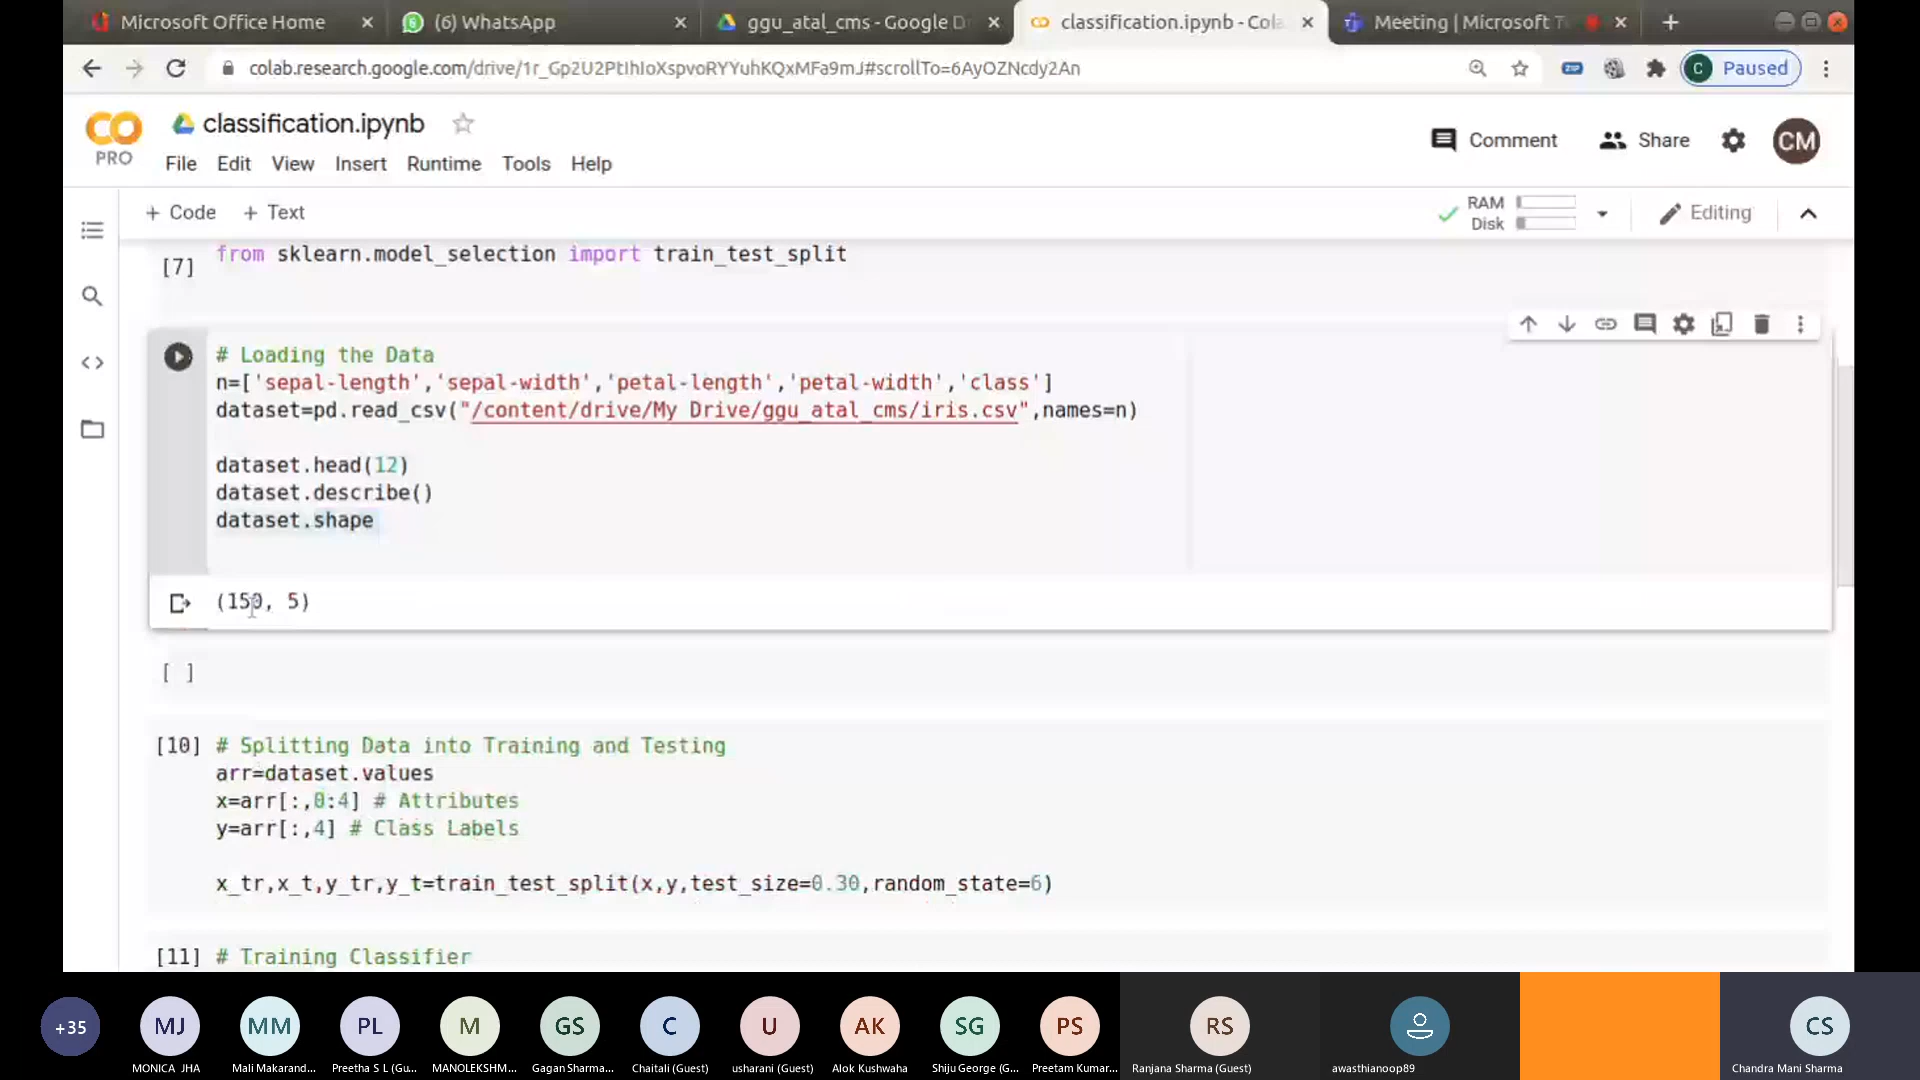 Microsoft Office Home
(6) WhatsApp
ggu_atal_cms - Google D
classification.ipynb - Cola
Meeting | Microsoft T
colab.research.google.com/drive/1r_Gp2U2PtIhIoXspvoRYYuhKQxMFa9mJ#scrollTo=6AyOZNcdy2An
ZIP
C Paused
PRO
classification.ipynb
Comment
Share
CM
File Edit View Insert Runtime Tools Help
+ Code + Text
RAM
Disk
Editing
[7] from sklearn.model_selection import train_test_split
# Loading the Data
n=['sepal-length','sepal-width','petal-length','petal-width','class']
dataset=pd.read_csv("/content/drive/My Drive/ggu_atal_cms/iris.csv",names=n)
dataset.head(12)
dataset.describe()
dataset.shape
(150, 5)
[ ]
[10] # Splitting Data into Training and Testing
arr=dataset.values
x=arr[:,0:4] # Attributes
y=arr[:,4] # Class Labels
x_tr,x_t,y_tr,y_t=train_test_split(x,y,test_size=0.30,random_state=6)
[11] # Training Classifier
+35 MJ MM PL M GS C U AK SG PS RS CS
MONICA JHA Mali Makarand... Preetha S L (Gu... MANOLEKSHM... Gagan Sharma... Chaitali (Guest) usharani (Guest) Alok Kushwaha Shiju George (G... Preetam Kumar... Ranjana Sharma (Guest) awasthianoop89 Chandra Mani Sharma